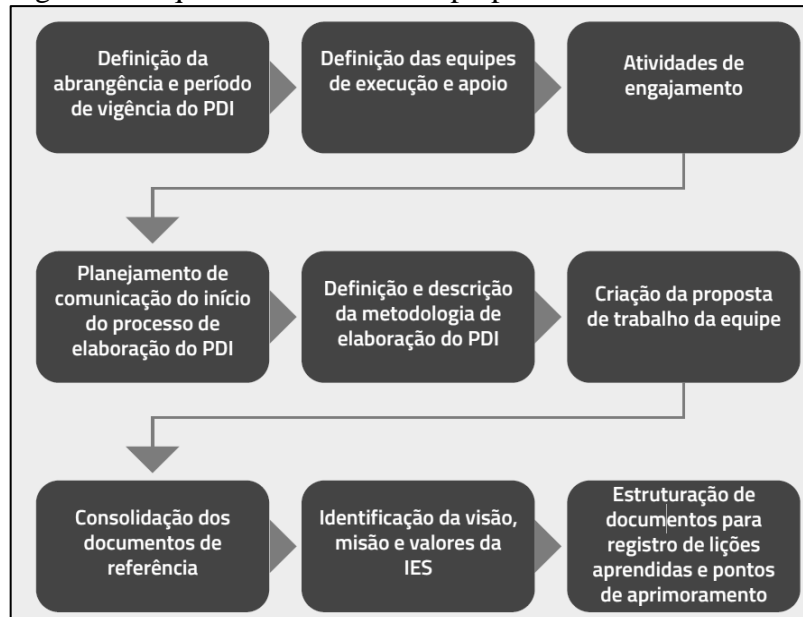 Definição da
abrangência e período
de vigência do PDI
Definição das equipes
de execução e apoio
Atividades de
engajamento
Planejamento de
comunicação do início
do processo de
elaboração do PDI
Definição e descrição
da metodologia de
elaboração do PDI
Criação da proposta
de trabalho da equipe
Consolidação dos
documentos de
referência
Identificação da visão,
misão e valores da
IES
Estruturação de
documentos para
registro de lições
aprendidas e pontos
de aprimoramento